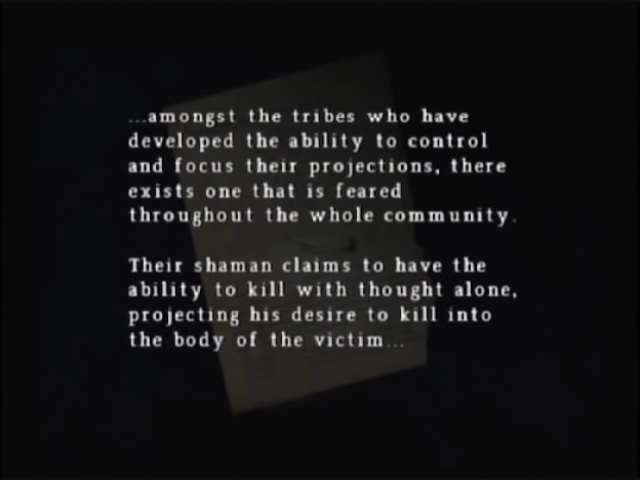 ...amongst the tribes who have
developed the ability to control
and focus their projections, there
exists one that is feared
throughout the whole community.
Their shaman claims to have the
ability to kill with thought alone,
projecting his desire to kill into
the body of the victim...